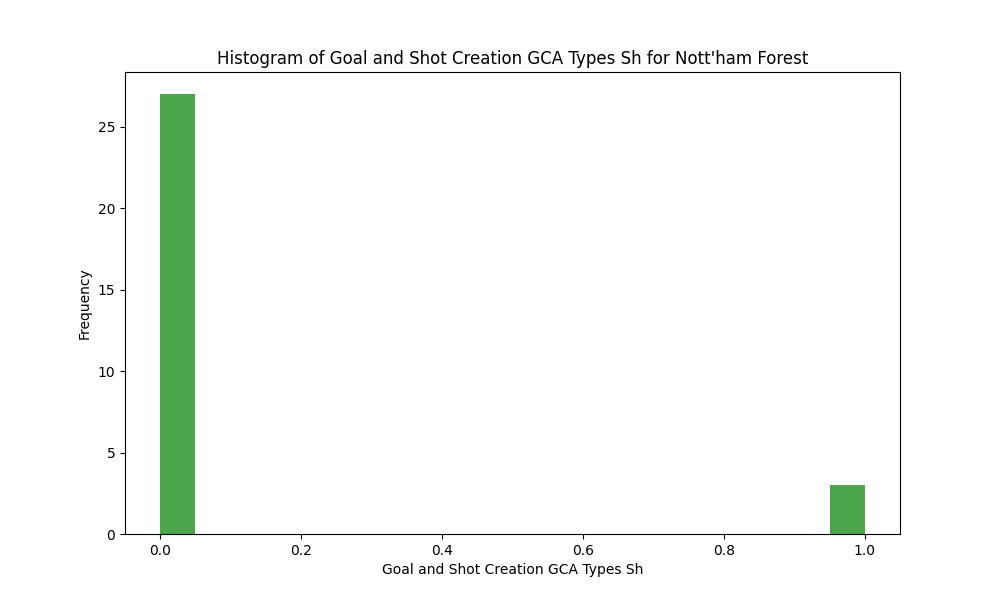 Histogram of Goal and Shot Creation GCA Types Sh for Nott'ham Forest
Frequency
25
20
15
10
5
0
0.0 0.2 0.4 0.6 0.8 1.0
Goal and Shot Creation GCA Types Sh